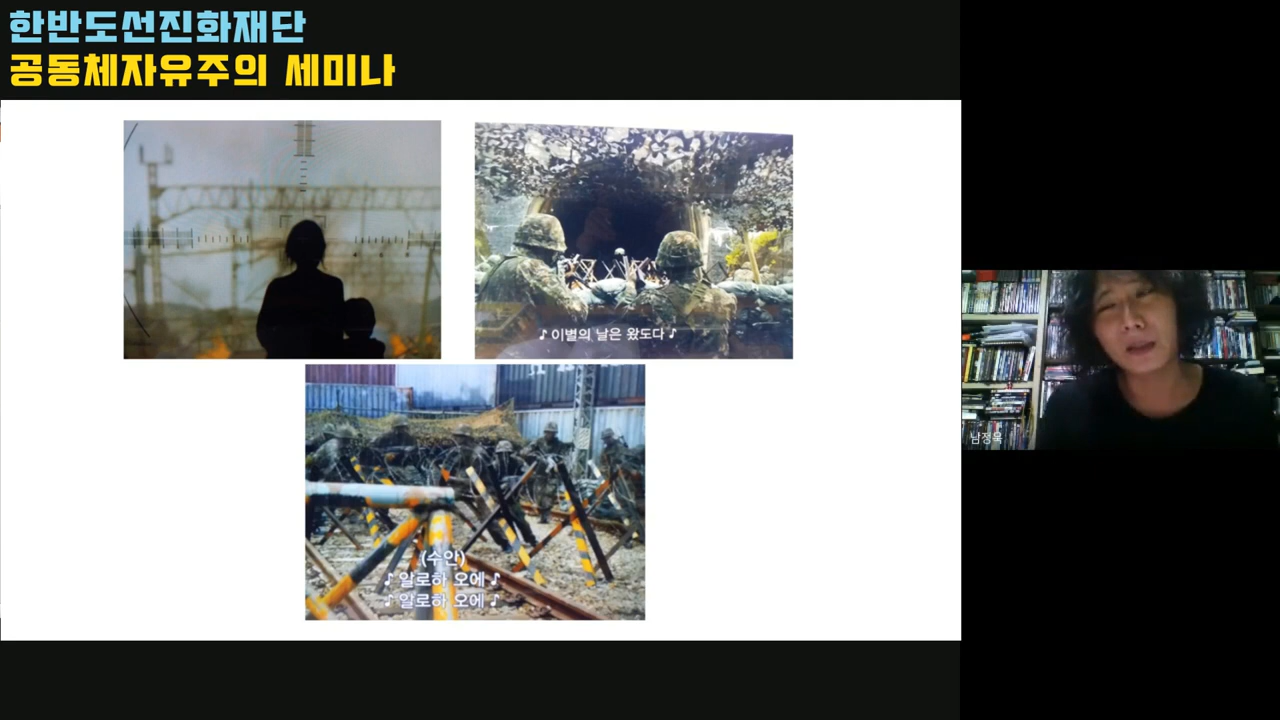 한반도선진화재단
공동체자유주의 세미나
♪ 이별의 날은 왔도다 ♪
(수안)
♪ 알로하 오에 ♪
♪ 알로하 오에 ♪
남정욱